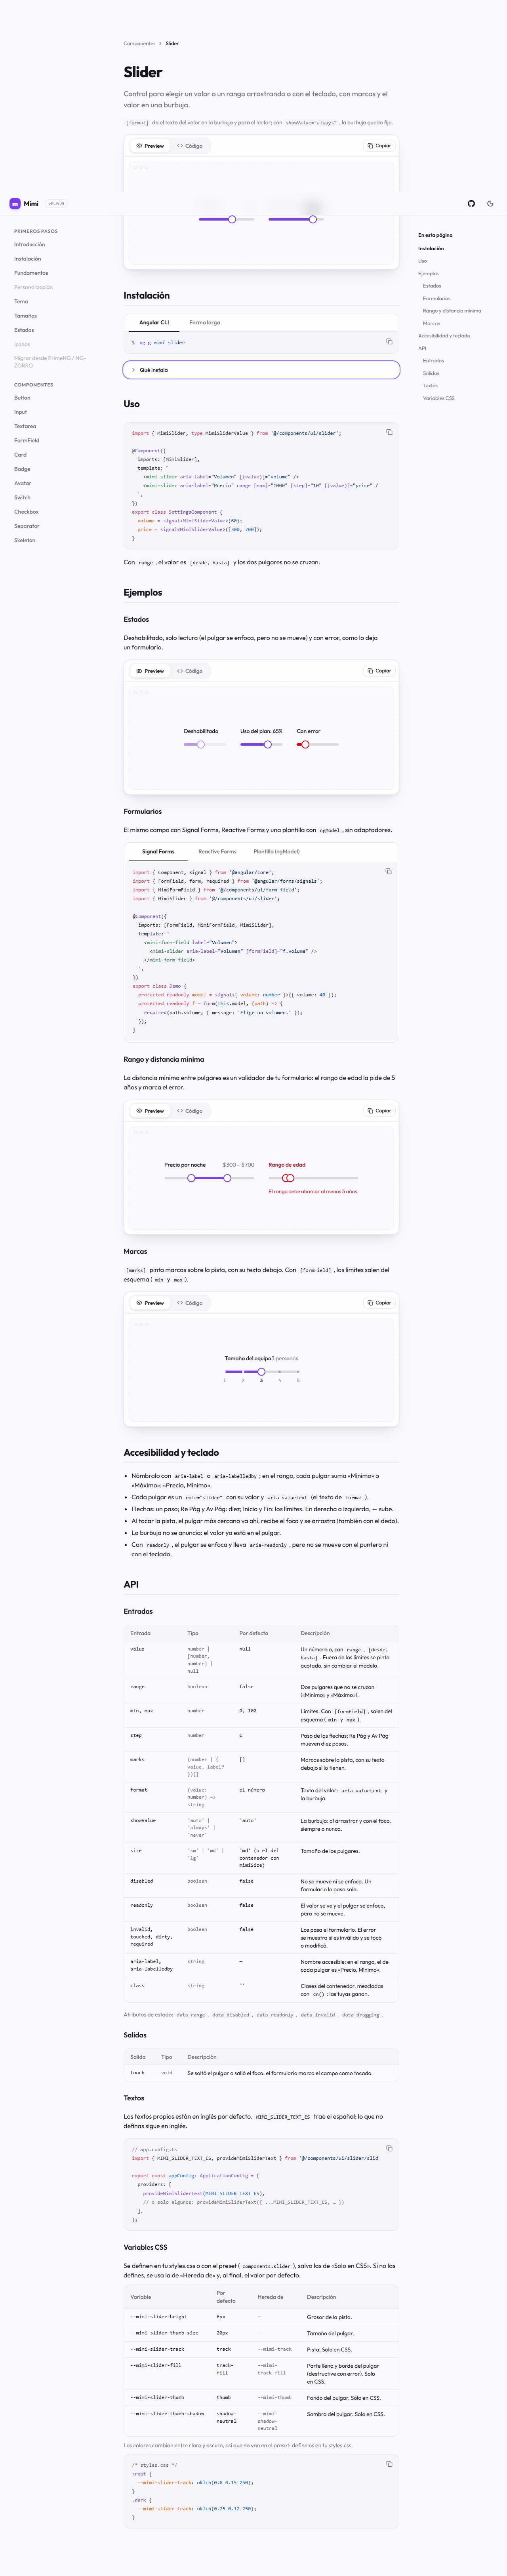 Componentes > Slider
Slider
Control para elegir un valor o un rango arrastrando o con el teclado, con marcas y el
valor en una burbuja.
[format] da el texto del valor en la burbuja y para el lector; con showValue="always", la burbuja queda fija.
Preview
Código
Copiar
m Mimi v0.6.0
PRIMEROS PASOS
Introducción
Instalación
Fundamentos
Personalización
Tema
Tamaños
Estados
Iconos
Migrar desde PrimeNG / NG-
ZORRO
COMPONENTES
Button
Input
Textarea
FormField
Card
Badge
Avatar
Switch
Checkbox
Separator
Skeleton
En esta página
Instalación
Uso
Ejemplos
Estados
Formularios
Rango y distancia mínima
Marcas
Accesibilidad y teclado
API
Entradas
Salidas
Textos
Variables CSS
Instalación
Angular CLI
Forma larga
$ ng g mimi slider
Qué instala
Uso
import { MimiSlider, type MimiSliderValue } from '@/components/ui/slider';
@Component({
imports: [MimiSlider],
template: `
<mimi-slider aria-label="Volumen" [(value)]="volume" />
<mimi-slider aria-label="Precio" range [max]="1000" [step]="10" [(value)]="price" /
`,
})
export class SettingsComponent {
volume = signal<MimiSliderValue>(60);
price = signal<MimiSliderValue>([300, 700]);
}
Con range, el valor es [desde, hasta] y los dos pulgares no se cruzan.
Ejemplos
Estados
Deshabilitado, solo lectura (el pulgar se enfoca, pero no se mueve) y con error, como lo deja
un formulario.
Preview
Código
Copiar
Deshabilitado
Uso del plan: 65%
Con error
Formularios
El mismo campo con Signal Forms, Reactive Forms y una plantilla con ngModel, sin adaptadores.
Signal Forms
Reactive Forms
Plantilla (ngModel)
import { Component, signal } from '@angular/core';
import { FormField, form, required } from '@angular/forms/signals';
import { MimiFormField } from '@/components/ui/form-field';
import { MimiSlider } from '@/components/ui/slider';
@Component({
imports: [FormField, MimiFormField, MimiSlider],
template: `
<mimi-form-field label="Volumen">
<mimi-slider aria-label="Volumen" [formField]="f.volume" />
</mimi-form-field>
`,
})
export class Demo {
protected readonly model = signal<{ volume: number }>({ volume: 40 });
protected readonly f = form(this.model, (path) => {
required(path.volume, { message: 'Elige un volumen.' });
});
}
Rango y distancia mínima
La distancia mínima entre pulgares es un validador de tu formulario: el rango de edad la pide de 5
años y marca el error.
Preview
Código
Copiar
Precio por noche
$300 – $700
Rango de edad
El rango debe abarcar al menos 5 años.
Marcas
[marks] pinta marcas sobre la pista, con su texto debajo. Con [formField], los límites salen del
esquema (min y max).
Preview
Código
Copiar
Tamaño del equipo3 personas
1 2 3 4 5
Accesibilidad y teclado
• Nómbralo con aria-label o aria-labelledby; en el rango, cada pulgar suma «Mínimo» o
«Máximo»: «Precio, Mínimo».
• Cada pulgar es un role="slider" con su valor y aria-valuetext (el texto de format).
• Flechas: un paso; Re Pág y Av Pág: diez; Inicio y Fin: los límites. En derecha a izquierda, ← sube.
• Al tocar la pista, el pulgar más cercano va ahí, recibe el foco y se arrastra (también con el dedo).
• La burbuja no se anuncia: el valor ya está en el pulgar.
• Con readonly, el pulgar se enfoca y lleva aria-readonly, pero no se mueve con el puntero ni
con el teclado.
API
Entradas
Entrada Tipo Por defecto Descripción
value number | [number, number] | null null Un número o, con range, [desde, hasta]. Fuera de los límites se pinta acotado, sin cambiar el modelo.
range boolean false Dos pulgares que no se cruzan («Mínimo» y «Máximo»).
min, max number 0, 100 Límites. Con [formField], salen del esquema (min y max).
step number 1 Paso de las flechas; Re Pág y Av Pág mueven diez pasos.
marks (number | { value, label? })[] [] Marcas sobre la pista, con su texto debajo si lo tienen.
format (value: number) => string el número Texto del valor: aria-valuetext y la burbuja.
showValue 'auto' | 'always' | 'never' 'auto' La burbuja: al arrastrar y con el foco, siempre o nunca.
size 'sm' | 'md' | 'lg' 'md' (o el del contenedor con mimiSize) Tamaño de los pulgares.
disabled boolean false No se mueve ni se enfoca. Un formulario lo pasa solo.
readonly boolean false El valor se ve y el pulgar se enfoca, pero no se mueve.
invalid, touched, dirty, required boolean false Los pasa el formulario. El error se muestra si es inválido y se tocó o modificó.
aria-label, aria-labelledby string — Nombre accesible; en el rango, el de cada pulgar es «Precio, Mínimo».
class string '' Clases del contenedor, mezcladas con cn(): las tuyas ganan.
Atributos de estado: data-range, data-disabled, data-readonly, data-invalid, data-dragging.
Salidas
Salida Tipo Descripción
touch void Se soltó el pulgar o salió el foco: el formulario marca el campo como tocado.
Textos
Los textos propios están en inglés por defecto. MIMI_SLIDER_TEXT_ES trae el español; lo que no
definas sigue en inglés.
// app.config.ts
import { MIMI_SLIDER_TEXT_ES, provideMimiSliderText } from '@/components/ui/slider/slid
export const appConfig: ApplicationConfig = {
providers: [
provideMimiSliderText(MIMI_SLIDER_TEXT_ES),
// o solo algunos: provideMimiSliderText({ ...MIMI_SLIDER_TEXT_ES, … })
],
};
Variables CSS
Se definen en tu styles.css o con el preset (components.slider), salvo las de «Solo en CSS». Si no las
defines, se usa la de «Hereda de» y, al final, el valor por defecto.
Variable Por defecto Hereda de Descripción
--mimi-slider-height 6px — Grosor de la pista.
--mimi-slider-thumb-size 20px — Tamaño del pulgar.
--mimi-slider-track track --mimi-track Pista. Solo en CSS.
--mimi-slider-fill track-fill --mimi-track-fill Parte llena y borde del pulgar (destructive con error). Solo en CSS.
--mimi-slider-thumb thumb --mimi-thumb Fondo del pulgar. Solo en CSS.
--mimi-slider-thumb-shadow shadow-neutral --mimi-shadow-neutral Sombra del pulgar. Solo en CSS.
Los colores cambian entre claro y oscuro, así que no van en el preset: defínelos en tu styles.css.
/* styles.css */
:root {
--mimi-slider-track: oklch(0.6 0.15 250);
}
.dark {
--mimi-slider-track: oklch(0.75 0.12 250);
}